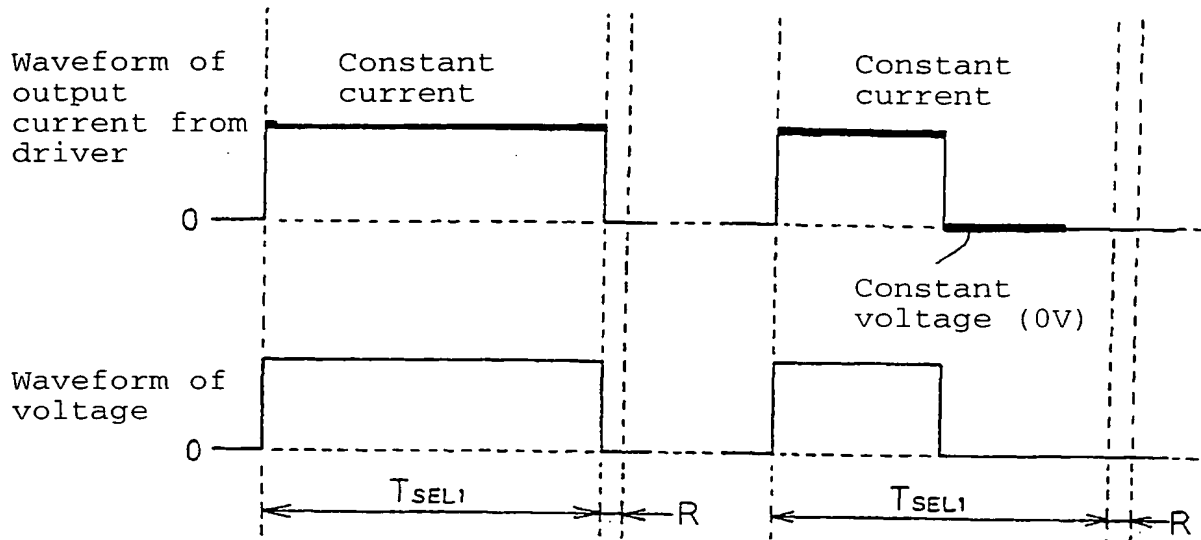 Waveform of
output
current from
driver
Constant
current
Constant
current
0
Constant
voltage (0V)
Waveform of
voltage
0
TSEL1
R
TSEL1
R